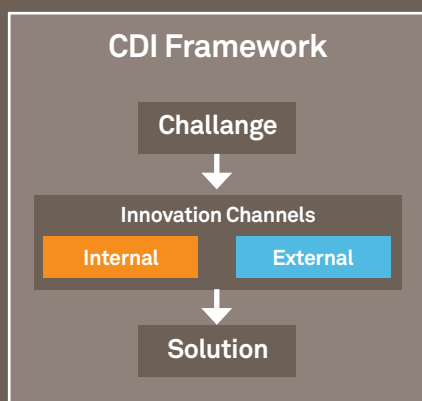 CDI Framework
Challange
Innovation Channels
Internal External
Solution